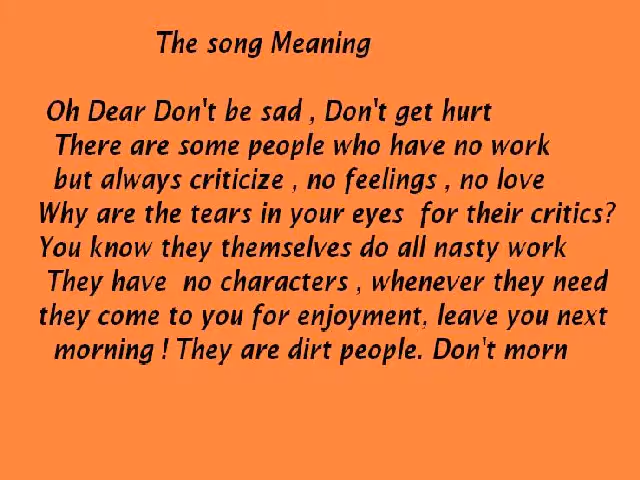 The song Meaning
Oh Dear Don't be sad , Don't get hurt
There are some people who have no work
but always criticize , no feelings , no love
Why are the tears in your eyes for their critics?
You know they themselves do all nasty work
They have no characters , whenever they need
they come to you for enjoyment, leave you next
morning ! They are dirt people. Don't morn